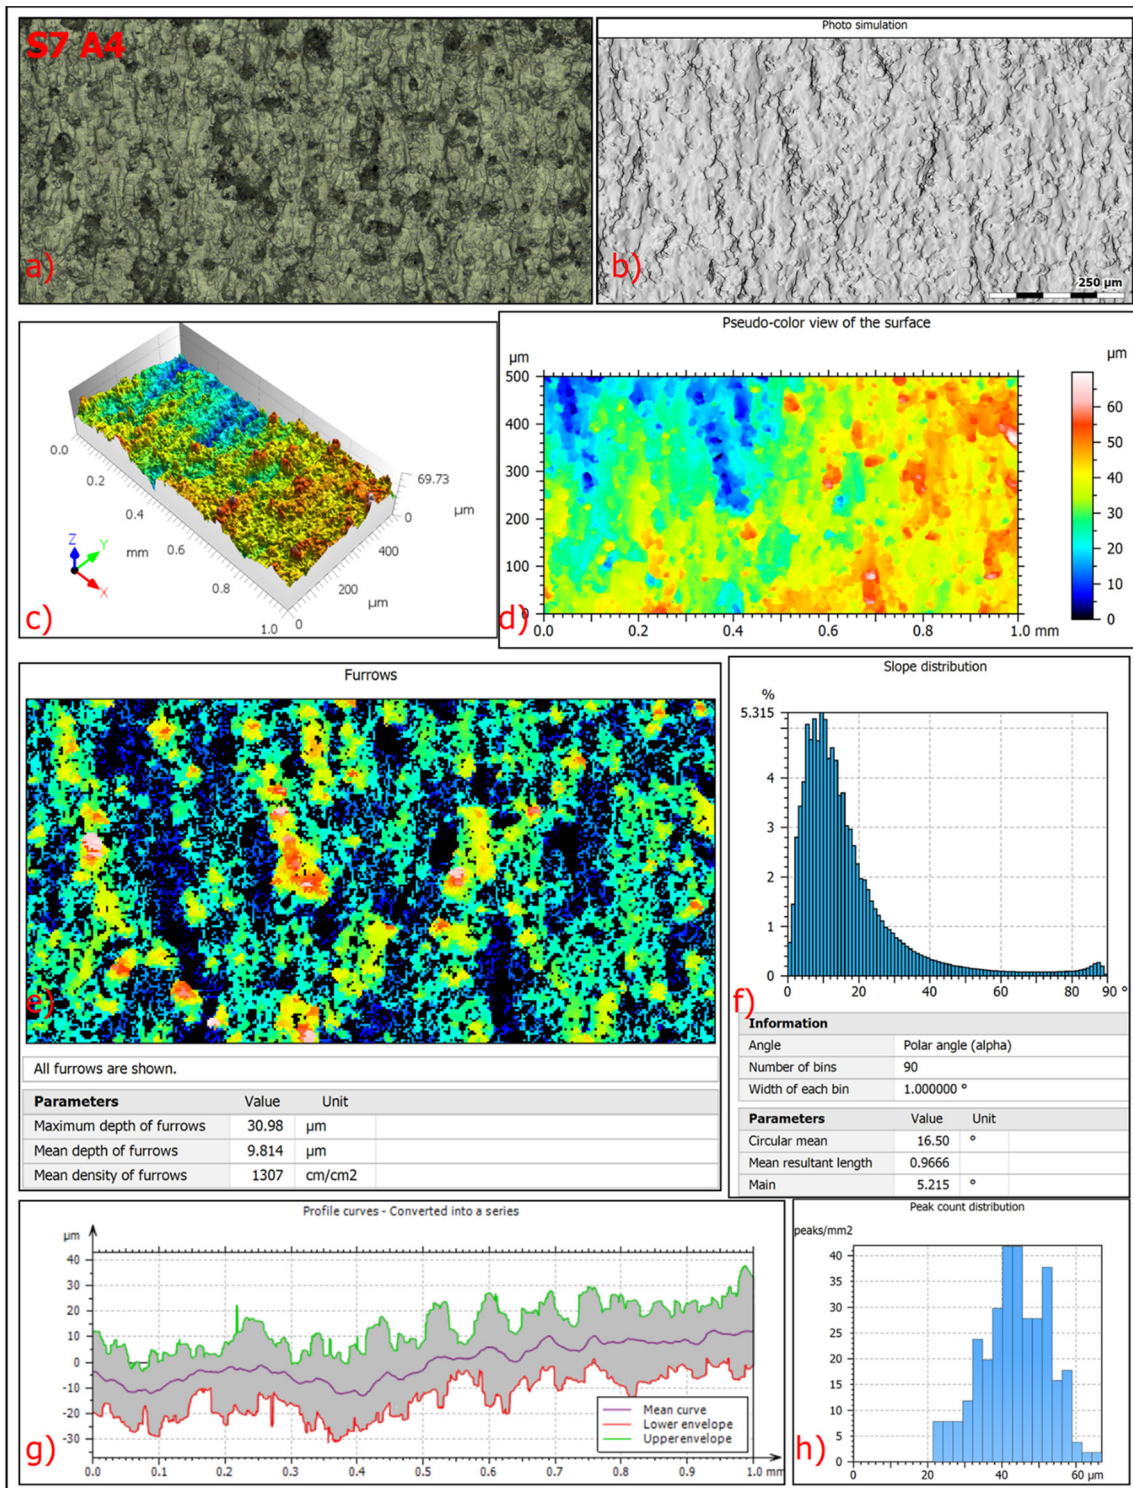 S7 A4
a)
Photo simulation
250 µm
b)
69.73
0
µm
0.0
0.2
0.4
mm
0.6
0.8
1.0
0
200
µm
400
Z
Y
X
c)
Pseudo-color view of the surface
µm
500
400
300
200
100
0
0.0 0.2 0.4 0.6 0.8 1.0 mm
µm
60
50
40
30
20
10
0
d)
Furrows
e)
All furrows are shown.
Parameters Value Unit
Maximum depth of furrows 30.98 µm
Mean depth of furrows 9.814 µm
Mean density of furrows 1307 cm/cm2
Slope distribution
%
5.315
4
3
2
1
0
0 20 40 60 80 90 °
f)
Information
Angle Polar angle (alpha)
Number of bins 90
Width of each bin 1.000000 °
Parameters Value Unit
Circular mean 16.50 °
Mean resultant length 0.9666
Main 5.215 °
Profile curves - Converted into a series
µm
40
30
20
10
0
-10
-20
-30
Mean curve
Lower envelope
Upper envelope
0.0 0.1 0.2 0.3 0.4 0.5 0.6 0.7 0.8 0.9 1.0 mm
g)
Peak count distribution
peaks/mm2
40
35
30
25
20
15
10
5
0
0 20 40 60 µm
h)